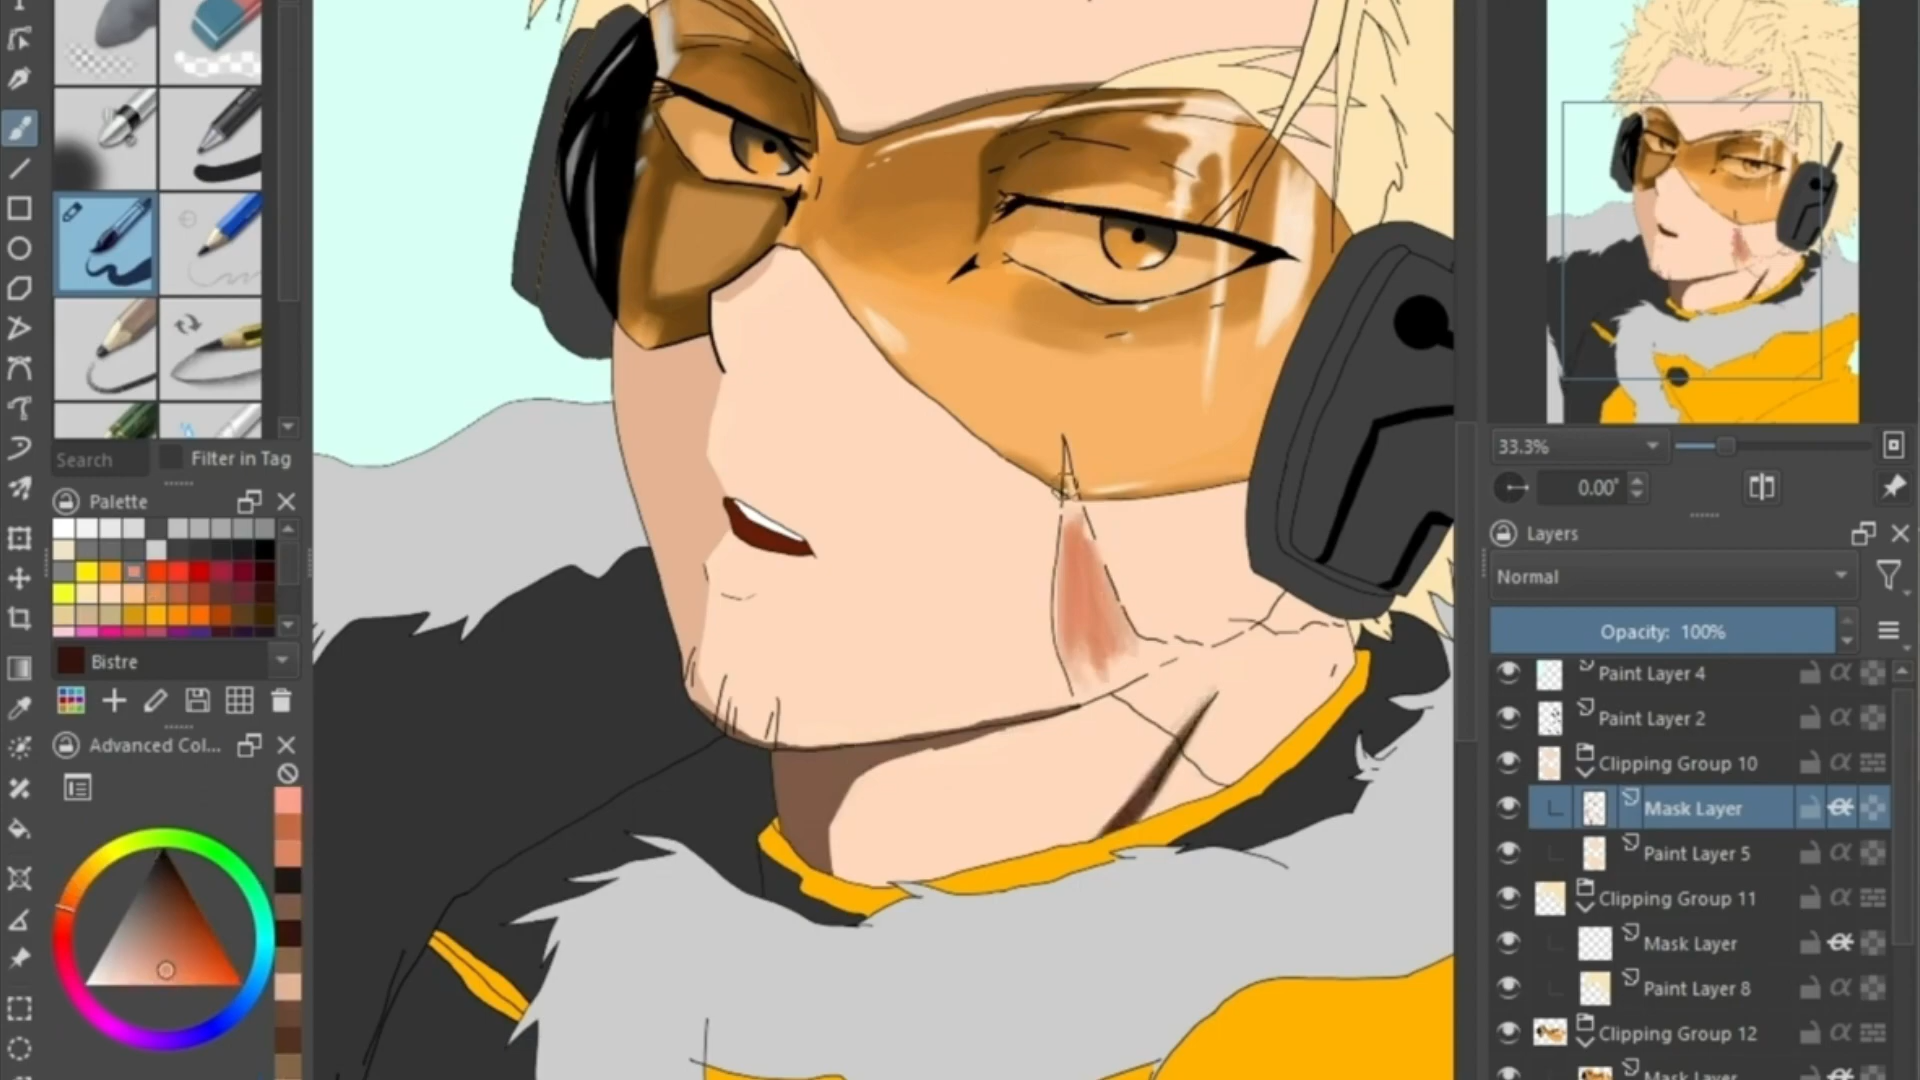 Search
Filter in Tag
Palette
Bistre
Advanced Col...
33.3%
0.00°
Layers
Normal
Opacity: 100%
Paint Layer 4
Paint Layer 2
Clipping Group 10
Mask Layer
Paint Layer 5
Clipping Group 11
Mask Layer
Paint Layer 8
Clipping Group 12
Mask Layer